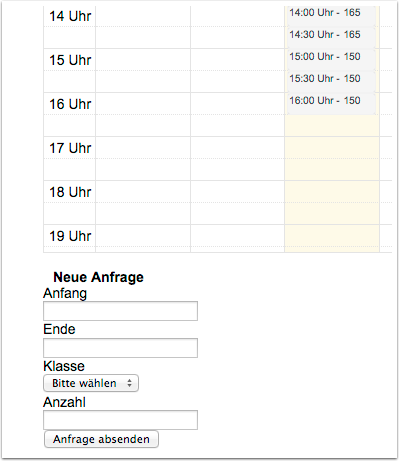 14 Uhr
14:00 Uhr - 165
14:30 Uhr - 165
15 Uhr
15:00 Uhr - 150
15:30 Uhr - 150
16 Uhr
16:00 Uhr - 150
17 Uhr
18 Uhr
19 Uhr
Neue Anfrage
Anfang
Ende
Klasse
Bitte wählen
Anzahl
Anfrage absenden